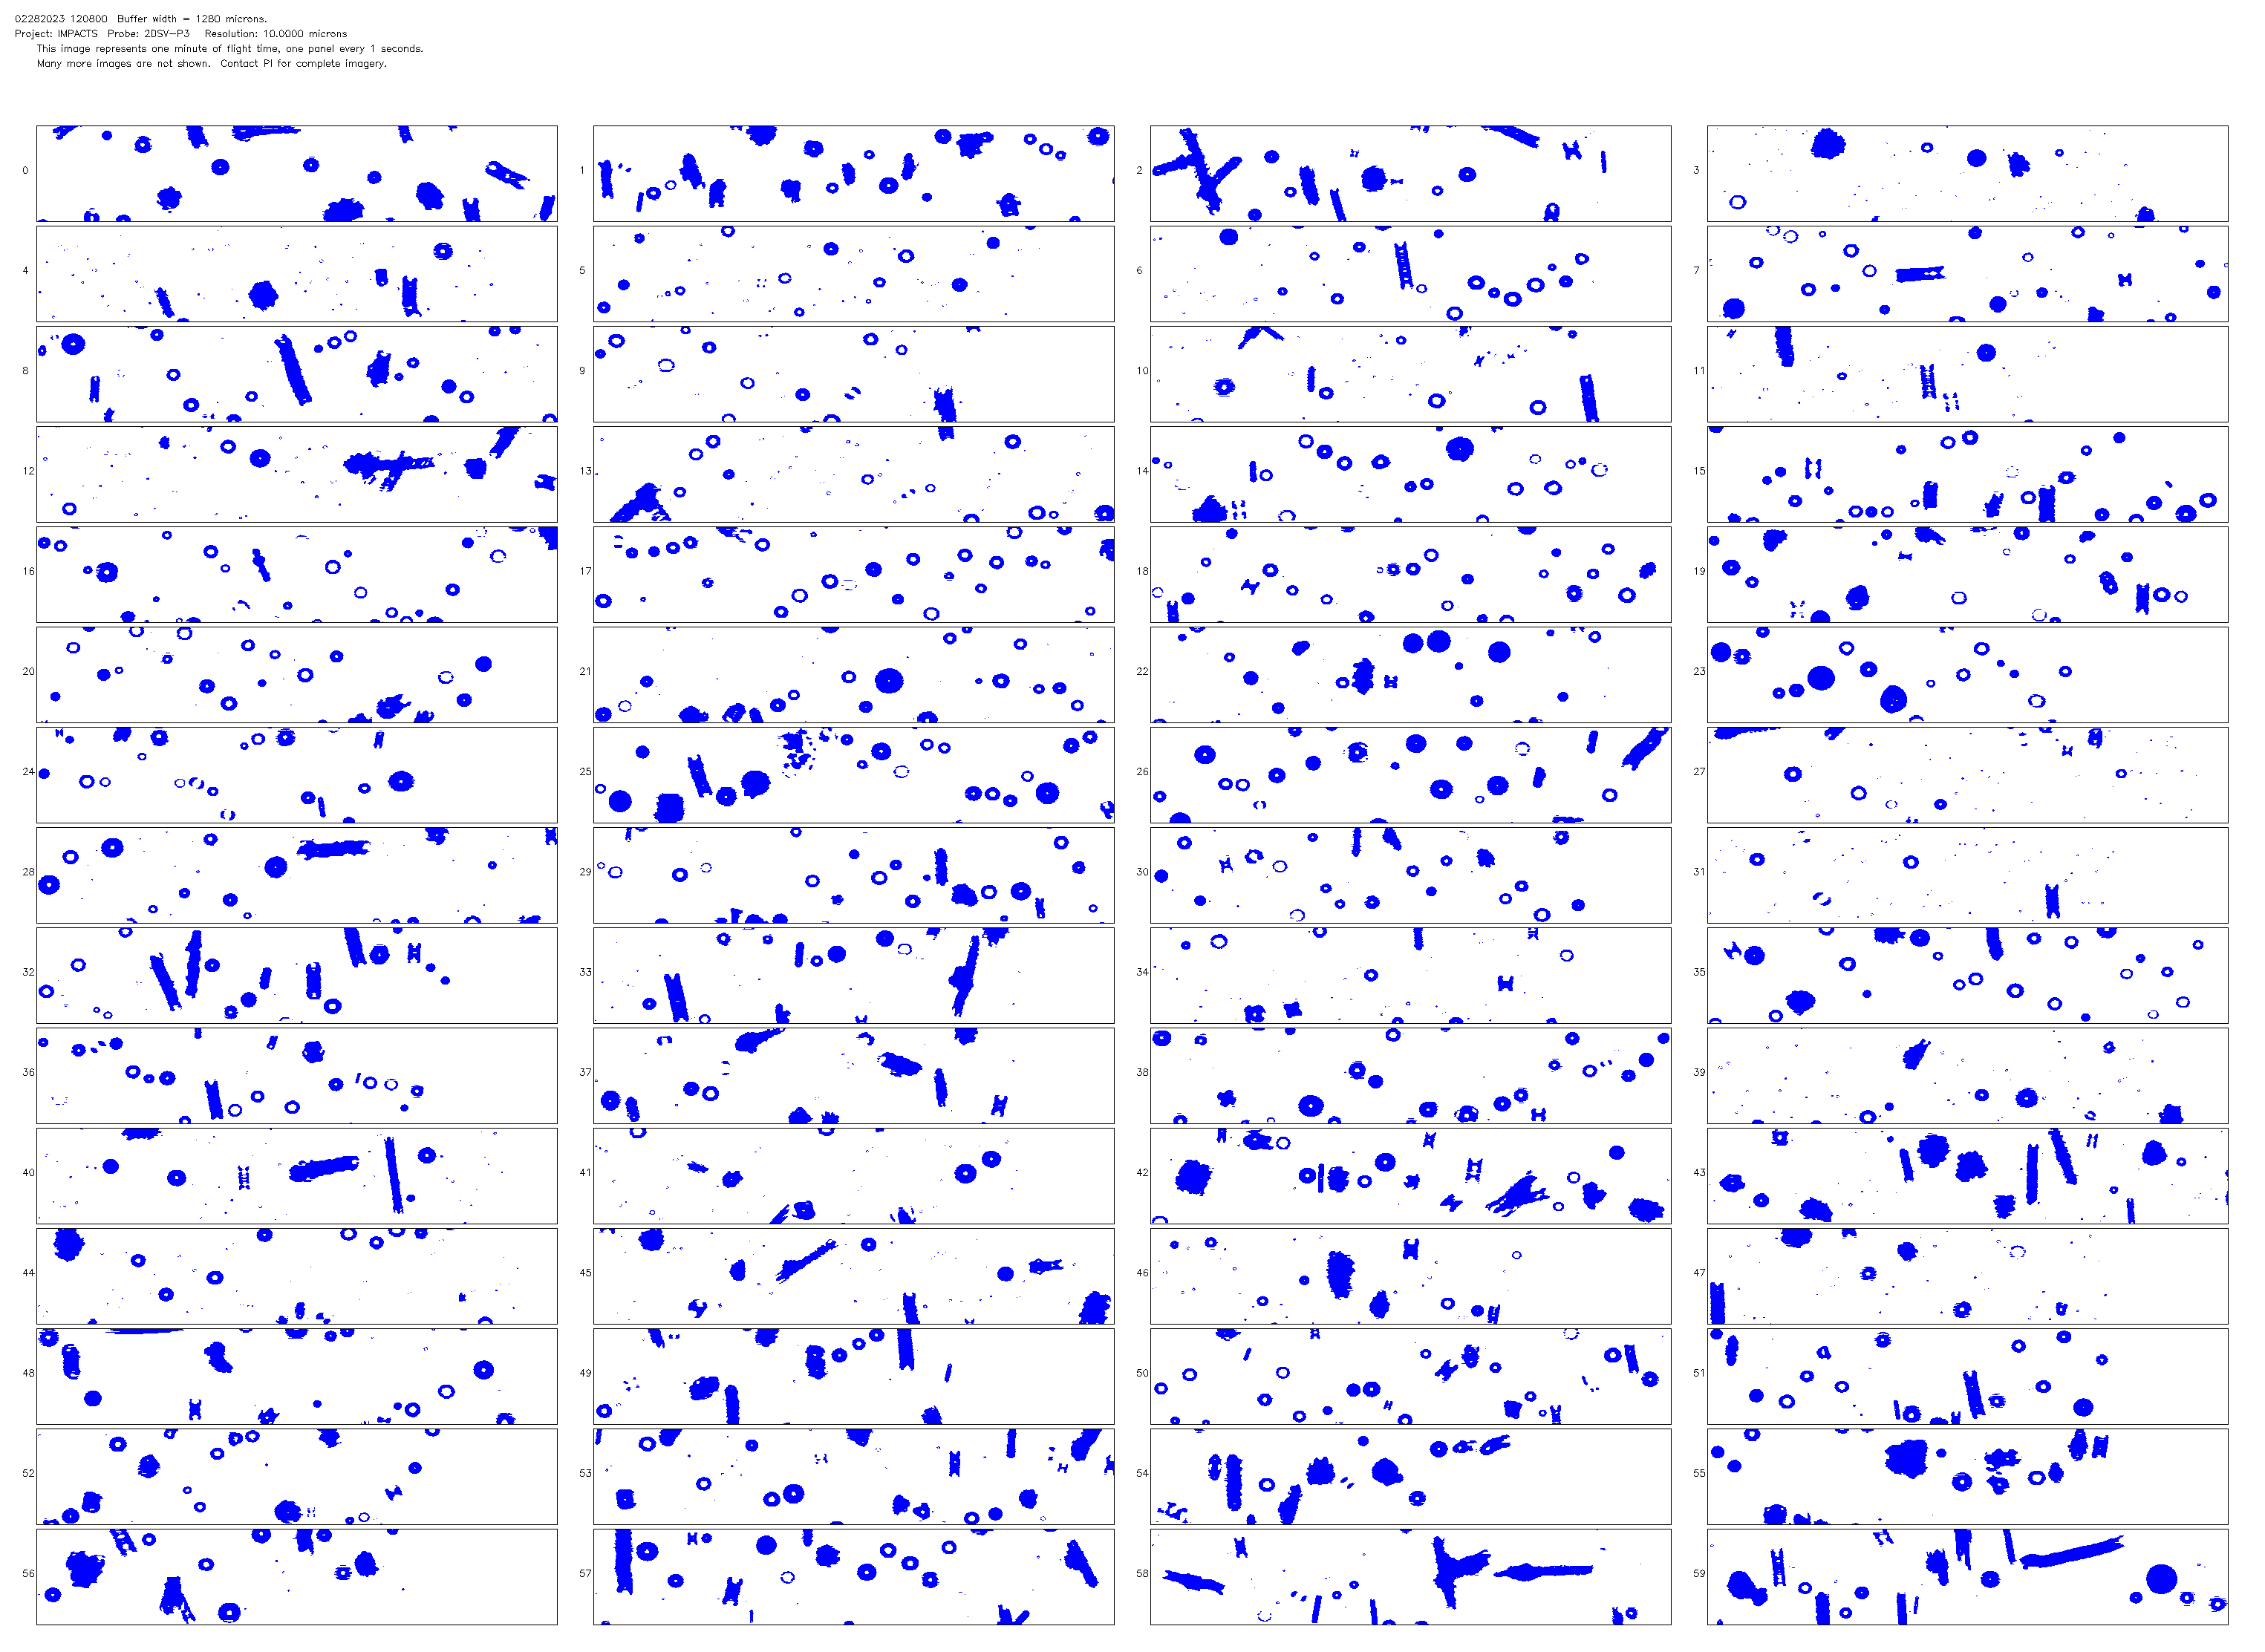 02282023 120800  Buffer width = 1280 microns.
Project: IMPACTS  Probe: 2DSV-P3  Resolution: 10.0000 microns
This image represents one minute of flight time, one panel every 1 seconds.
Many more images are not shown.  Contact PI for complete imagery.
0 1 2 3
4 5 6 7
8 9 10 11
12 13 14 15
16 17 18 19
20 21 22 23
24 25 26 27
28 29 30 31
32 33 34 35
36 37 38 39
40 41 42 43
44 45 46 47
48 49 50 51
52 53 54 55
56 57 58 59